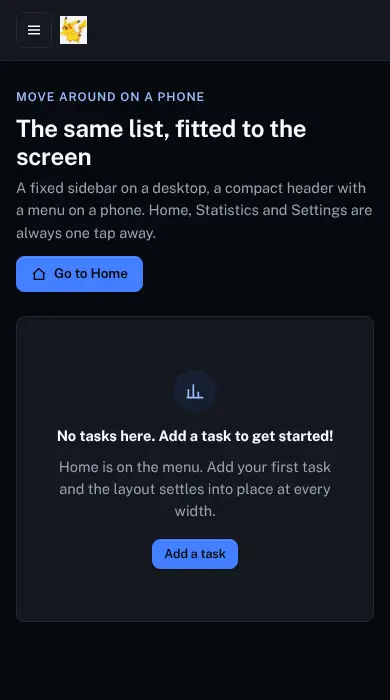 MOVE AROUND ON A PHONE
The same list, fitted to the
screen
A fixed sidebar on a desktop, a compact header with
a menu on a phone. Home, Statistics and Settings are
always one tap away.
Go to Home
No tasks here. Add a task to get started!
Home is on the menu. Add your first task
and the layout settles into place at every
width.
Add a task